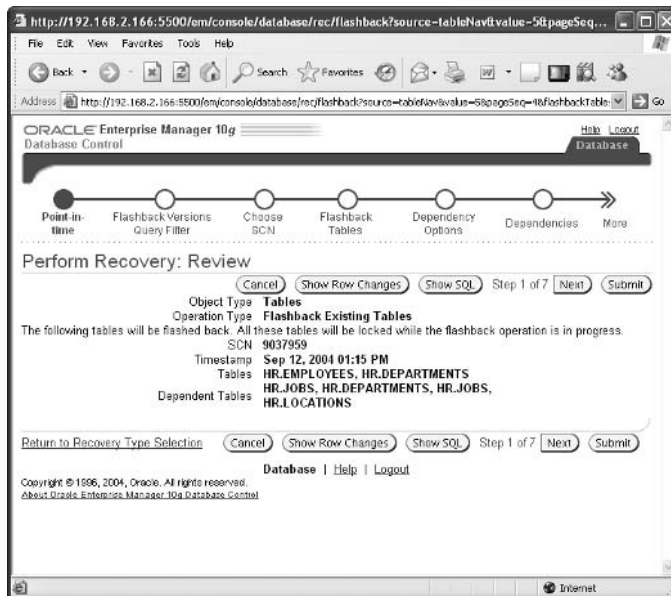 http://192.168.2.166:5500/em/console/database/rec/flashback?source=tableNav&value=5&pageSeq...
File Edit View Favorites Tools Help
Back Search Favorites
Address http://192.168.2.166:5500/em/console/database/rec/flashback?source=tableNav&value=5&pageSeq=4&flashbackTable: Go
ORACLE Enterprise Manager 10g
Help Logout
Database Control
Database
Point-in-time
Flashback Versions Query Filter
Choose SCN
Flashback Tables
Dependency Options
Dependencies
More
Perform Recovery: Review
Cancel Show Row Changes Show SQL Step 1 of 7 Next Submit
Object Type Tables
Operation Type Flashback Existing Tables
The following tables will be flashed back. All these tables will be locked while the flashback operation is in progress.
SCN 9037959
Timestamp Sep 12, 2004 01:15 PM
Tables HR.EMPLOYEES, HR.DEPARTMENTS
Dependent Tables HR.JOBS, HR.DEPARTMENTS, HR.JOBS,
HR.LOCATIONS
Return to Recovery Type Selection Cancel Show Row Changes Show SQL Step 1 of 7 Next Submit
Database | Help | Logout
Copyright © 1996, 2004, Oracle. All rights reserved.
About Oracle Enterprise Manager 10g Database Control
Internet